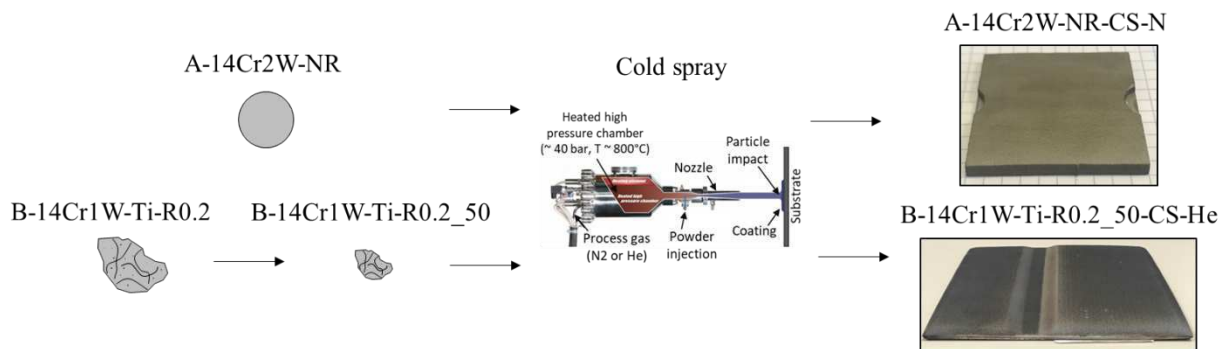 A-14Cr2W-NR-CS-N
A-14Cr2W-NR
Cold spray
Heated high
pressure chamber
(~ 40 bar, T ~ 800°C)
Nozzle
Particle
impact
Substrate
Coating
Powder
injection
Process gas
(N2 or He)
B-14Cr1W-Ti-R0.2
B-14Cr1W-Ti-R0.2_50
B-14Cr1W-Ti-R0.2_50-CS-He